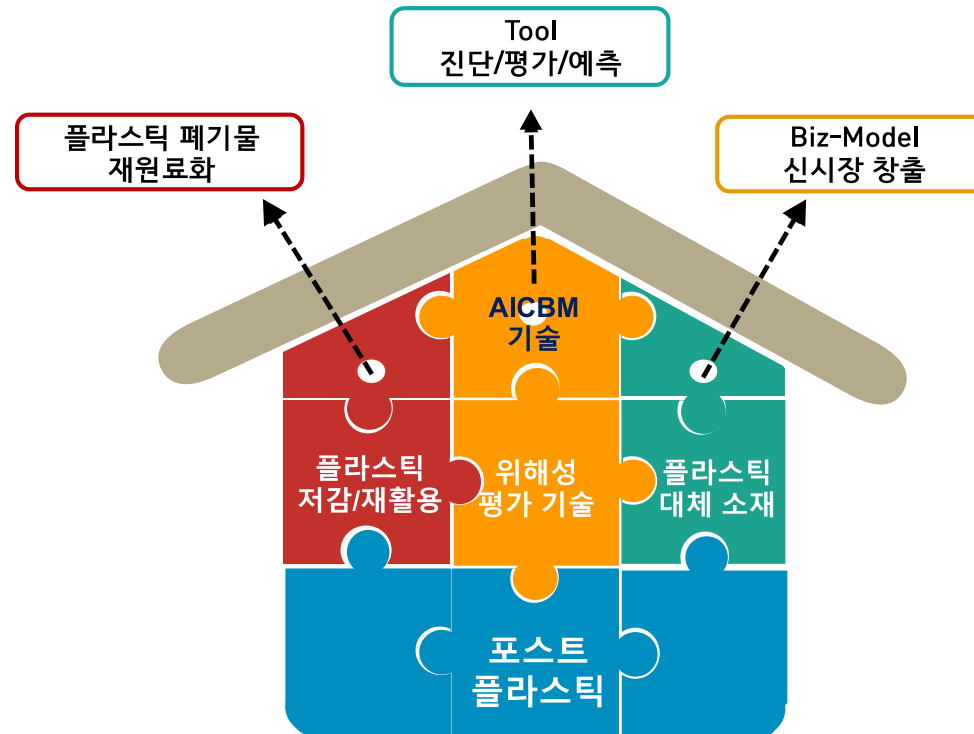 Tool
진단/평가/예측
플라스틱 폐기물
재원료화
Biz-Model
신시장 창출
AICBM
기술
플라스틱
저감/재활용
위해성
평가 기술
플라스틱
대체 소재
포스트
플라스틱